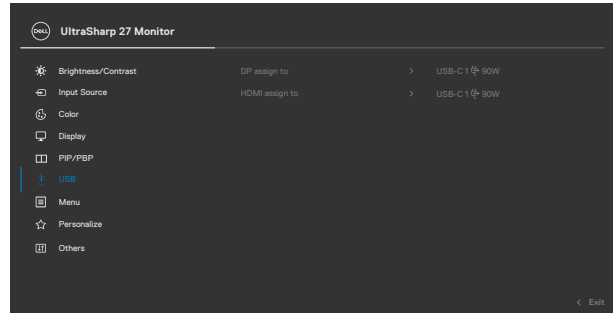 DELL UltraSharp 27 Monitor
Brightness/Contrast DP assign to > USB-C 1 90W
Input Source HDMI assign to > USB-C 1 90W
Color
Display
PIP/PBP
USB
Menu
Personalize
Others
< Exit